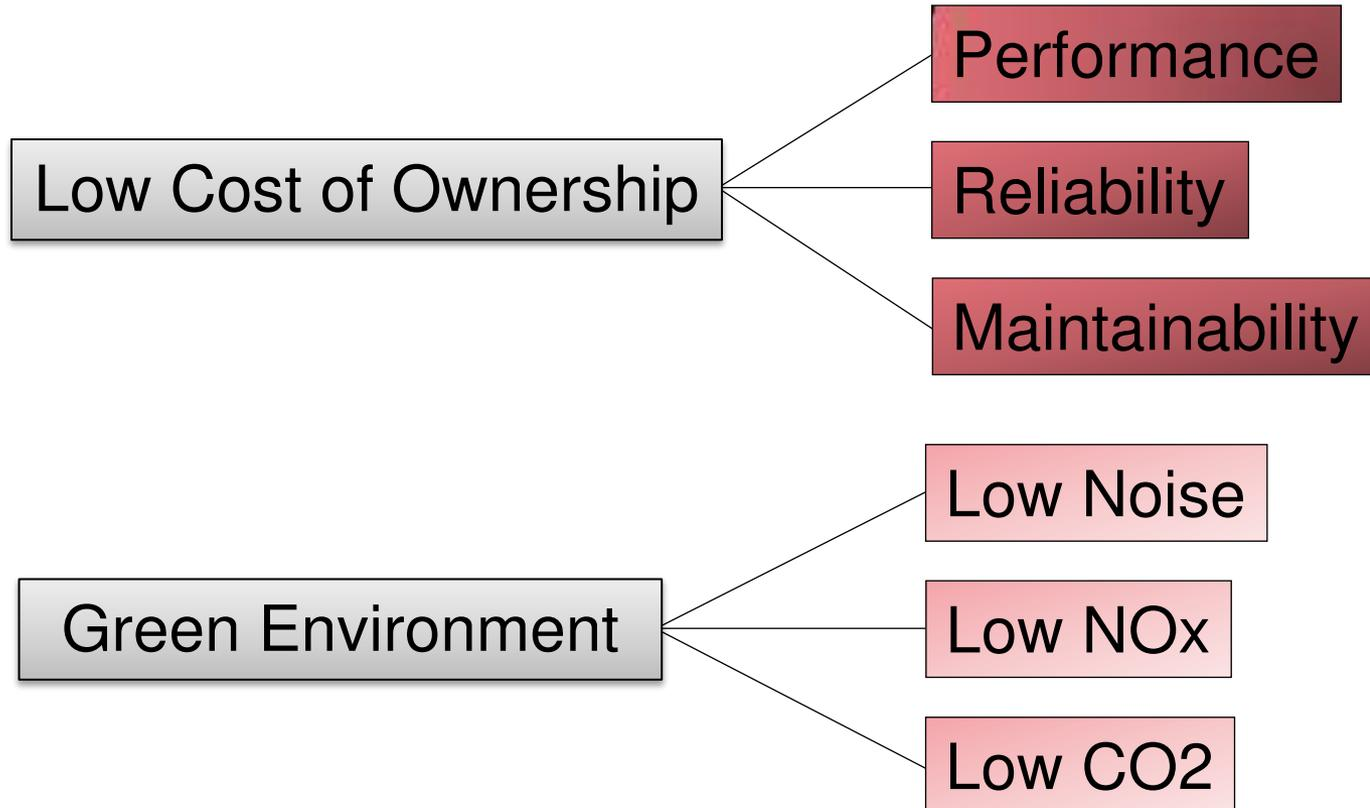 Low Cost of Ownership
Performance
Reliability
Maintainability
Green Environment
Low Noise
Low NOx
Low CO2